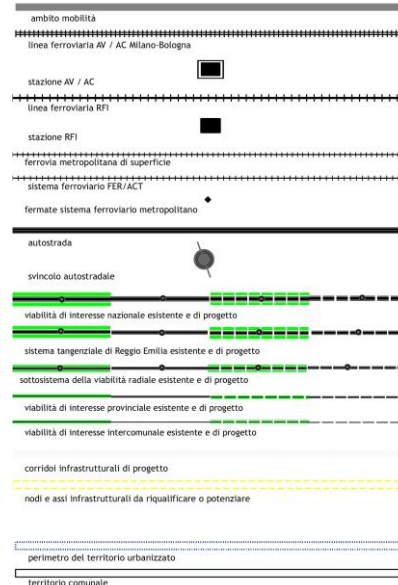 ambito mobilità
linea ferroviaria AV / AC Milano-Bologna
stazione AV / AC
linea ferroviaria RFI
stazione RFI
ferrovia metropolitana di superficie
sistema ferroviario FER/ACT
fermate sistema ferroviario metropolitano
autostrada
svincolo autostradale
viabilità di interesse nazionale esistente e di progetto
sistema tangenziale di Reggio Emilia esistente e di progetto
sottosistema della viabilità radiale esistente e di progetto
viabilità di interesse provinciale esistente e di progetto
viabilità di interesse intercomunale esistente e di progetto
corridoi infrastrutturali di progetto
nodi e assi infrastrutturali da riqualificare o potenziare
perimetro del territorio urbanizzato
territorio comunale